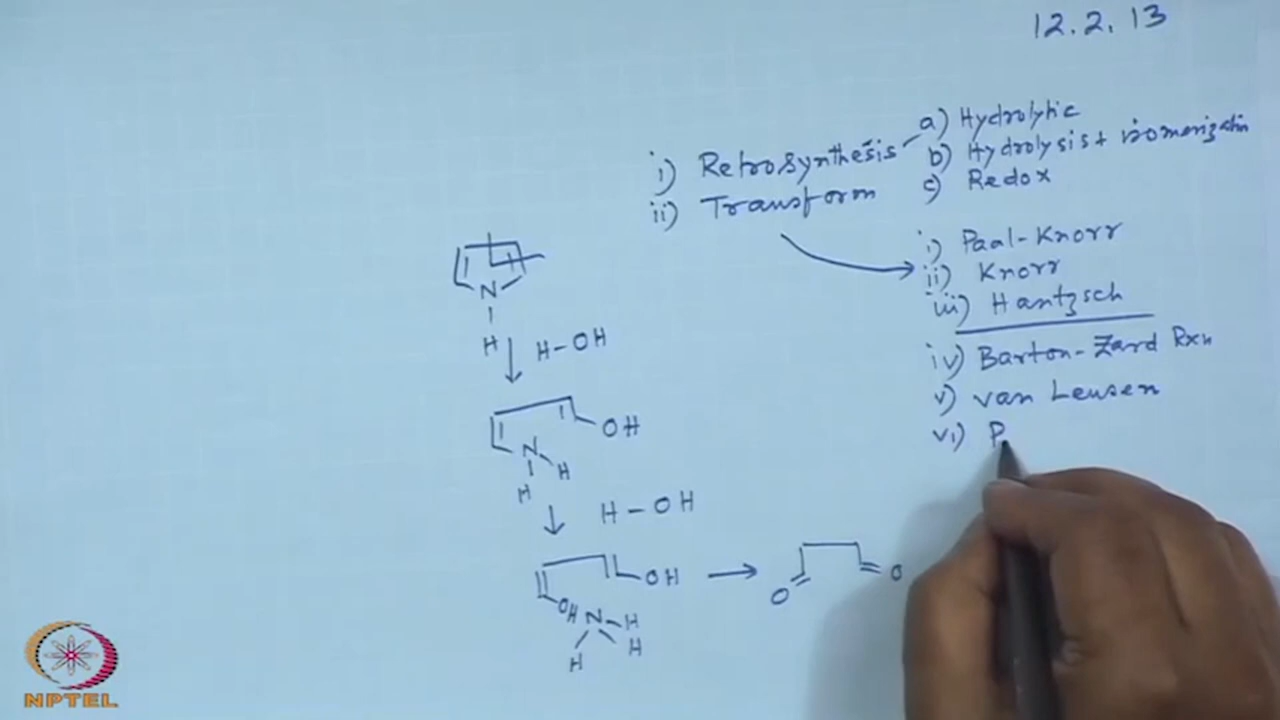 12.2.13
i) Retrosynthesis
ii) Transform
a) Hydrolytic
b) Hydrolysis + isomerizatin
c) Redox
i) Paal-Knorr
ii) Knorr
iii) Hantzsch
iv) Barton-Zard Rxn
v) van Leusen
vi) P
N
H
H-OH
OH
N
H
H
H-OH
OH
OH
N-H
H
H
O
O
NPTEL